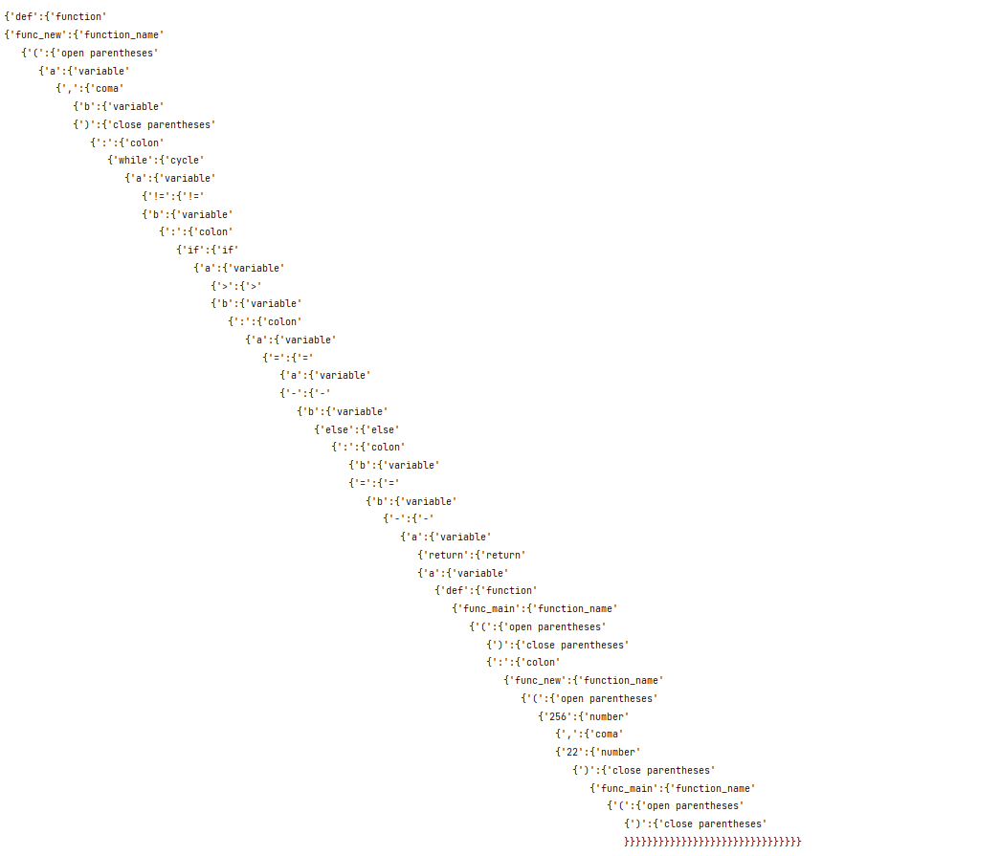 {'def':{'function'
{'func_new':{'function_name'
{'(':{'open parentheses'
{'a':{'variable'
{',':{'coma'
{'b':{'variable'
{')':{'close parentheses'
{':':{'colon'
{'while':{'cycle'
{'a':{'variable'
{'!=':{'!='
{'b':{'variable'
{':':{'colon'
{'if':{'if'
{'a':{'variable'
{'>':{'>'
{'b':{'variable'
{':':{'colon'
{'a':{'variable'
{'=':{'='
{'a':{'variable'
{'-':{'-'
{'b':{'variable'
{'else':{'else'
{':':{'colon'
{'b':{'variable'
{'=':{'='
{'b':{'variable'
{'-':{'-'
{'a':{'variable'
{'return':{'return'
{'a':{'variable'
{'def':{'function'
{'func_main':{'function_name'
{'(':{'open parentheses'
{')':{'close parentheses'
{':':{'colon'
{'func_new':{'function_name'
{'(':{'open parentheses'
{'256':{'number'
{',':{'coma'
{'22':{'number'
{')':{'close parentheses'
{'func_main':{'function_name'
{'(':{'open parentheses'
{')':{'close parentheses'
}}}}}}}}}}}}}}}}}}}}}}}}}}}}}}}